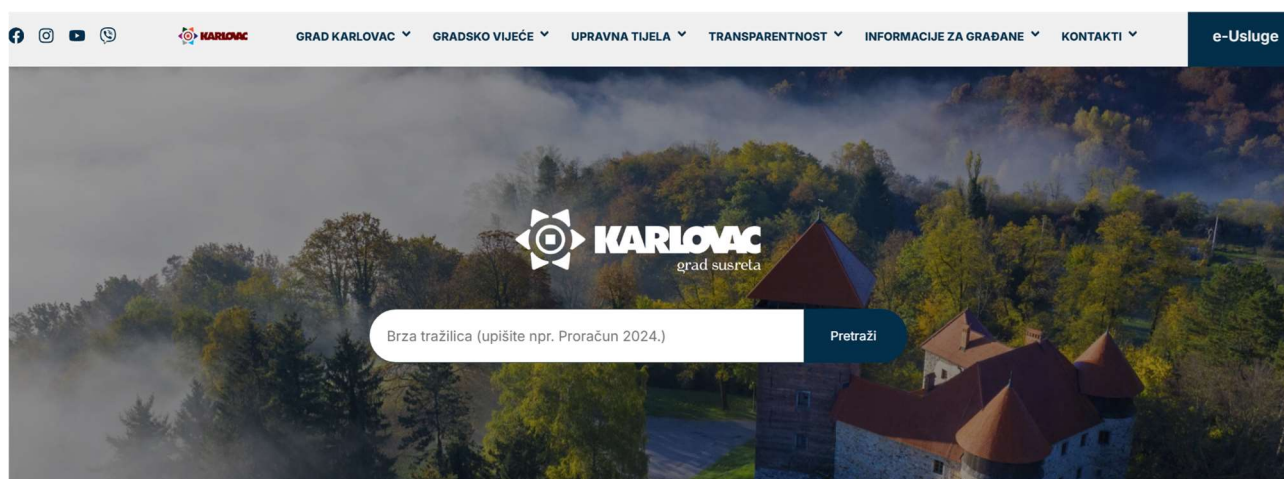 KARLOVAC
GRAD KARLOVAC
GRADSKO VIJEĆE
UPRAVNA TIJELA
TRANSPARENTNOST
INFORMACIJE ZA GRAĐANE
KONTAKTI
e-Usluge
KARLOVAC
grad susreta
Brza tražilica (upišite npr. Proračun 2024.)
Pretraži